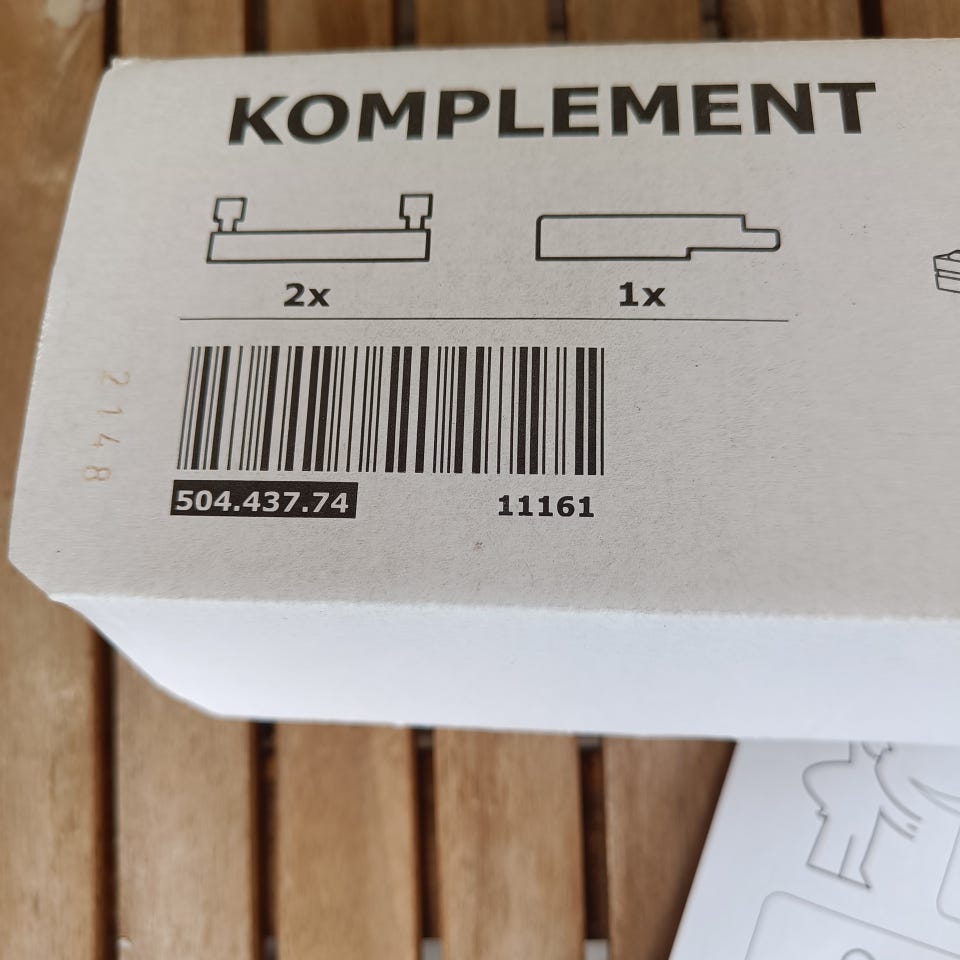 KOMPLEMENT
2x 1x
504.437.74 11161
2148